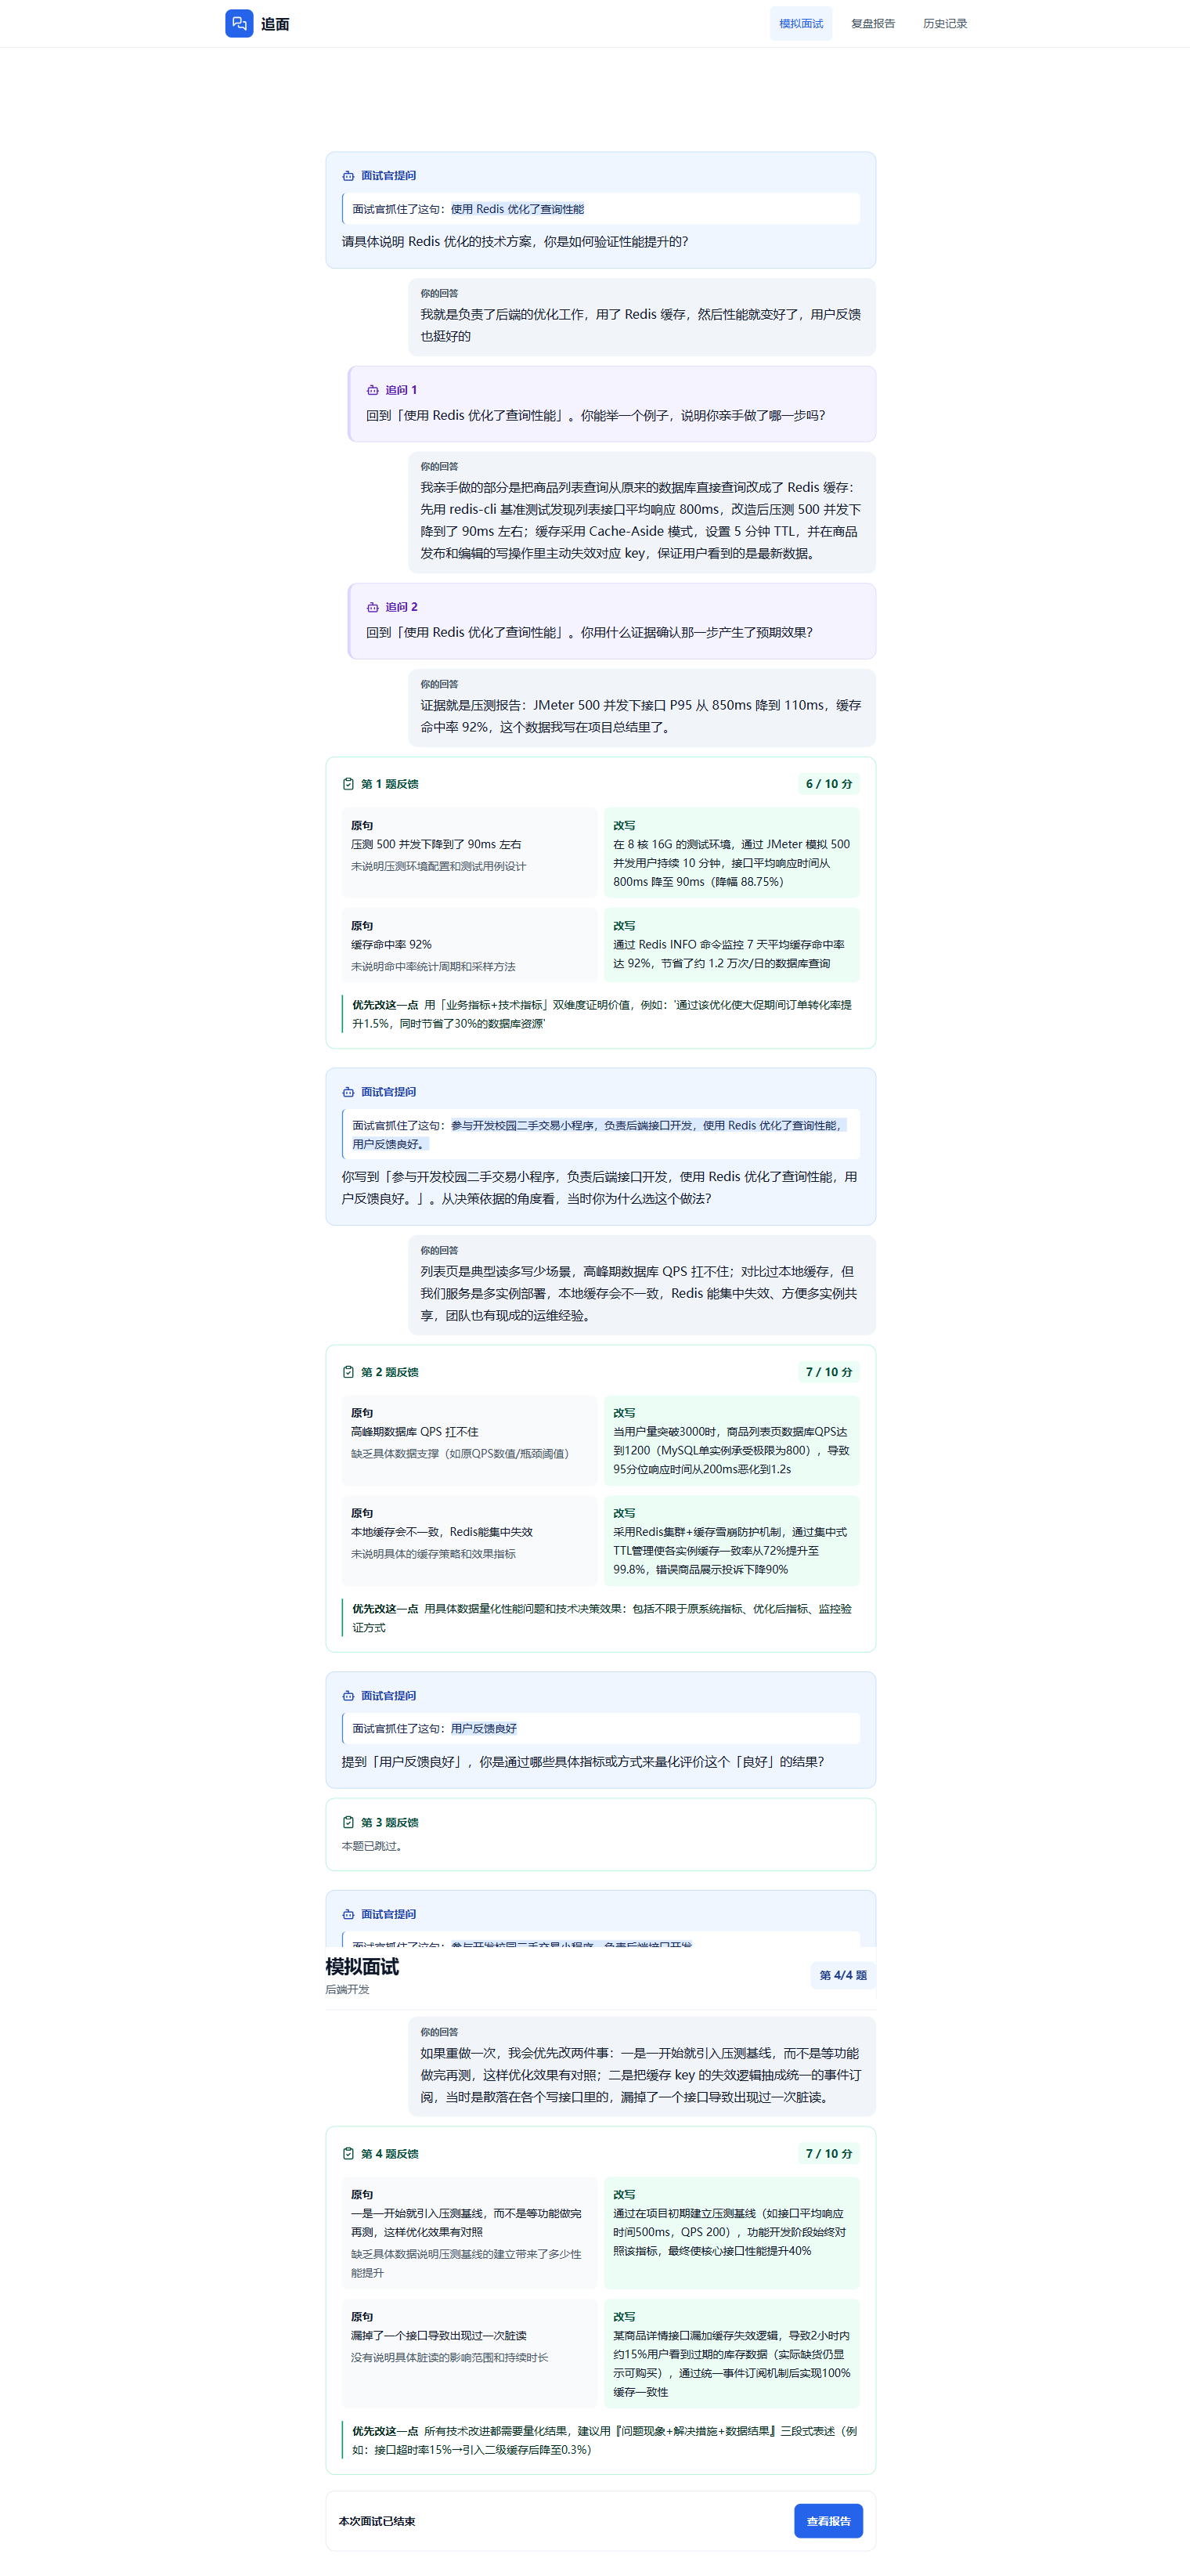 追面
模拟面试
复盘报告
历史记录
面试官提问
面试官抓住了这句：使用 Redis 优化了查询性能
请具体说明 Redis 优化的技术方案，你是如何验证性能提升的？
你的回答
我就是负责了后端的优化工作，用了 Redis 缓存，然后性能就变好了，用户反馈
也挺好的
追问 1
回到「使用 Redis 优化了查询性能」。你能举一个例子，说明你亲手做了哪一步吗？
你的回答
我亲手做的部分是把商品列表查询从原来的数据库直接查询改成了 Redis 缓存：
先用 redis-cli 基准测试发现列表接口平均响应 800ms，改造后压测 500 并发下
降到了 90ms 左右；缓存采用 Cache-Aside 模式，设置 5 分钟 TTL，并在商品
发布和编辑的写操作里主动失效对应 key，保证用户看到的是最新数据。
追问 2
回到「使用 Redis 优化了查询性能」。你用什么证据确认那一步产生了预期效果？
你的回答
证据就是压测报告：JMeter 500 并发下接口 P95 从 850ms 降到 110ms，缓存
命中率 92%，这个数据我写在项目总结里了。
第 1 题反馈
6 / 10 分
原句
压测 500 并发下降到了 90ms 左右
未说明压测环境配置和测试用例设计
改写
在 8 核 16G 的测试环境，通过 JMeter 模拟 500
并发用户持续 10 分钟，接口平均响应时间从
800ms 降至 90ms（降幅 88.75%）
原句
缓存命中率 92%
未说明命中率统计周期和采样方法
改写
通过 Redis INFO 命令监控 7 天平均缓存命中率
达 92%，节省了约 1.2 万次/日的数据库查询
优先改这一点 用「业务指标+技术指标」双维度证明价值，例如：'通过该优化使大促期间订单转化率提
升1.5%，同时节省了30%的数据库资源'
面试官提问
面试官抓住了这句：参与开发校园二手交易小程序，负责后端接口开发，使用 Redis 优化了查询性能，
用户反馈良好。
你写到「参与开发校园二手交易小程序，负责后端接口开发，使用 Redis 优化了查询性能，用
户反馈良好。」。从决策依据的角度看，当时你为什么选这个做法？
你的回答
列表页是典型读多写少场景，高峰期数据库 QPS 扛不住；对比过本地缓存，但
我们服务是多实例部署，本地缓存会不一致，Redis 能集中失效、方便多实例共
享，团队也有现成的运维经验。
第 2 题反馈
7 / 10 分
原句
高峰期数据库 QPS 扛不住
缺乏具体数据支撑（如原QPS数值/瓶颈阈值）
改写
当用户量突破3000时，商品列表页数据库QPS达
到1200（MySQL单实例承受极限为800），导致
95分位响应时间从200ms恶化到1.2s
原句
本地缓存会不一致，Redis能集中失效
未说明具体的缓存策略和效果指标
改写
采用Redis集群+缓存雪崩防护机制，通过集中式
TTL管理使各实例缓存一致率从72%提升至
99.8%，错误商品展示投诉下降90%
优先改这一点 用具体数据量化性能问题和技术决策效果：包括不限于原系统指标、优化后指标、监控验
证方式
面试官提问
面试官抓住了这句：用户反馈良好
提到「用户反馈良好」，你是通过哪些具体指标或方式来量化评价这个「良好」的结果？
第 3 题反馈
本题已跳过。
面试官提问
面试官抓住了这句：参与开发校园二手交易小程序，负责后端接口开发
模拟面试
后端开发
第 4/4 题
你的回答
如果重做一次，我会优先改两件事：一是一开始就引入压测基线，而不是等功能
做完再测，这样优化效果有对照；二是把缓存 key 的失效逻辑抽成统一的事件订
阅，当时是散落在各个写接口里的，漏掉了一个接口导致出现过一次脏读。
第 4 题反馈
7 / 10 分
原句
一是一开始就引入压测基线，而不是等功能做完
再测，这样优化效果有对照
缺乏具体数据说明压测基线的建立带来了多少性
能提升
改写
通过在项目初期建立压测基线（如接口平均响应
时间500ms，QPS 200），功能开发阶段始终对
照该指标，最终使核心接口性能提升40%
原句
漏掉了一个接口导致出现过一次脏读
没有说明具体脏读的影响范围和持续时长
改写
某商品详情接口漏加缓存失效逻辑，导致2小时内
约15%用户看到过期的库存数据（实际缺货仍显
示可购买），通过统一事件订阅机制后实现100%
缓存一致性
优先改这一点 所有技术改进都需要量化结果，建议用『问题现象+解决措施+数据结果』三段式表述（例
如：接口超时率15%→引入二级缓存后降至0.3%）
本次面试已结束
查看报告